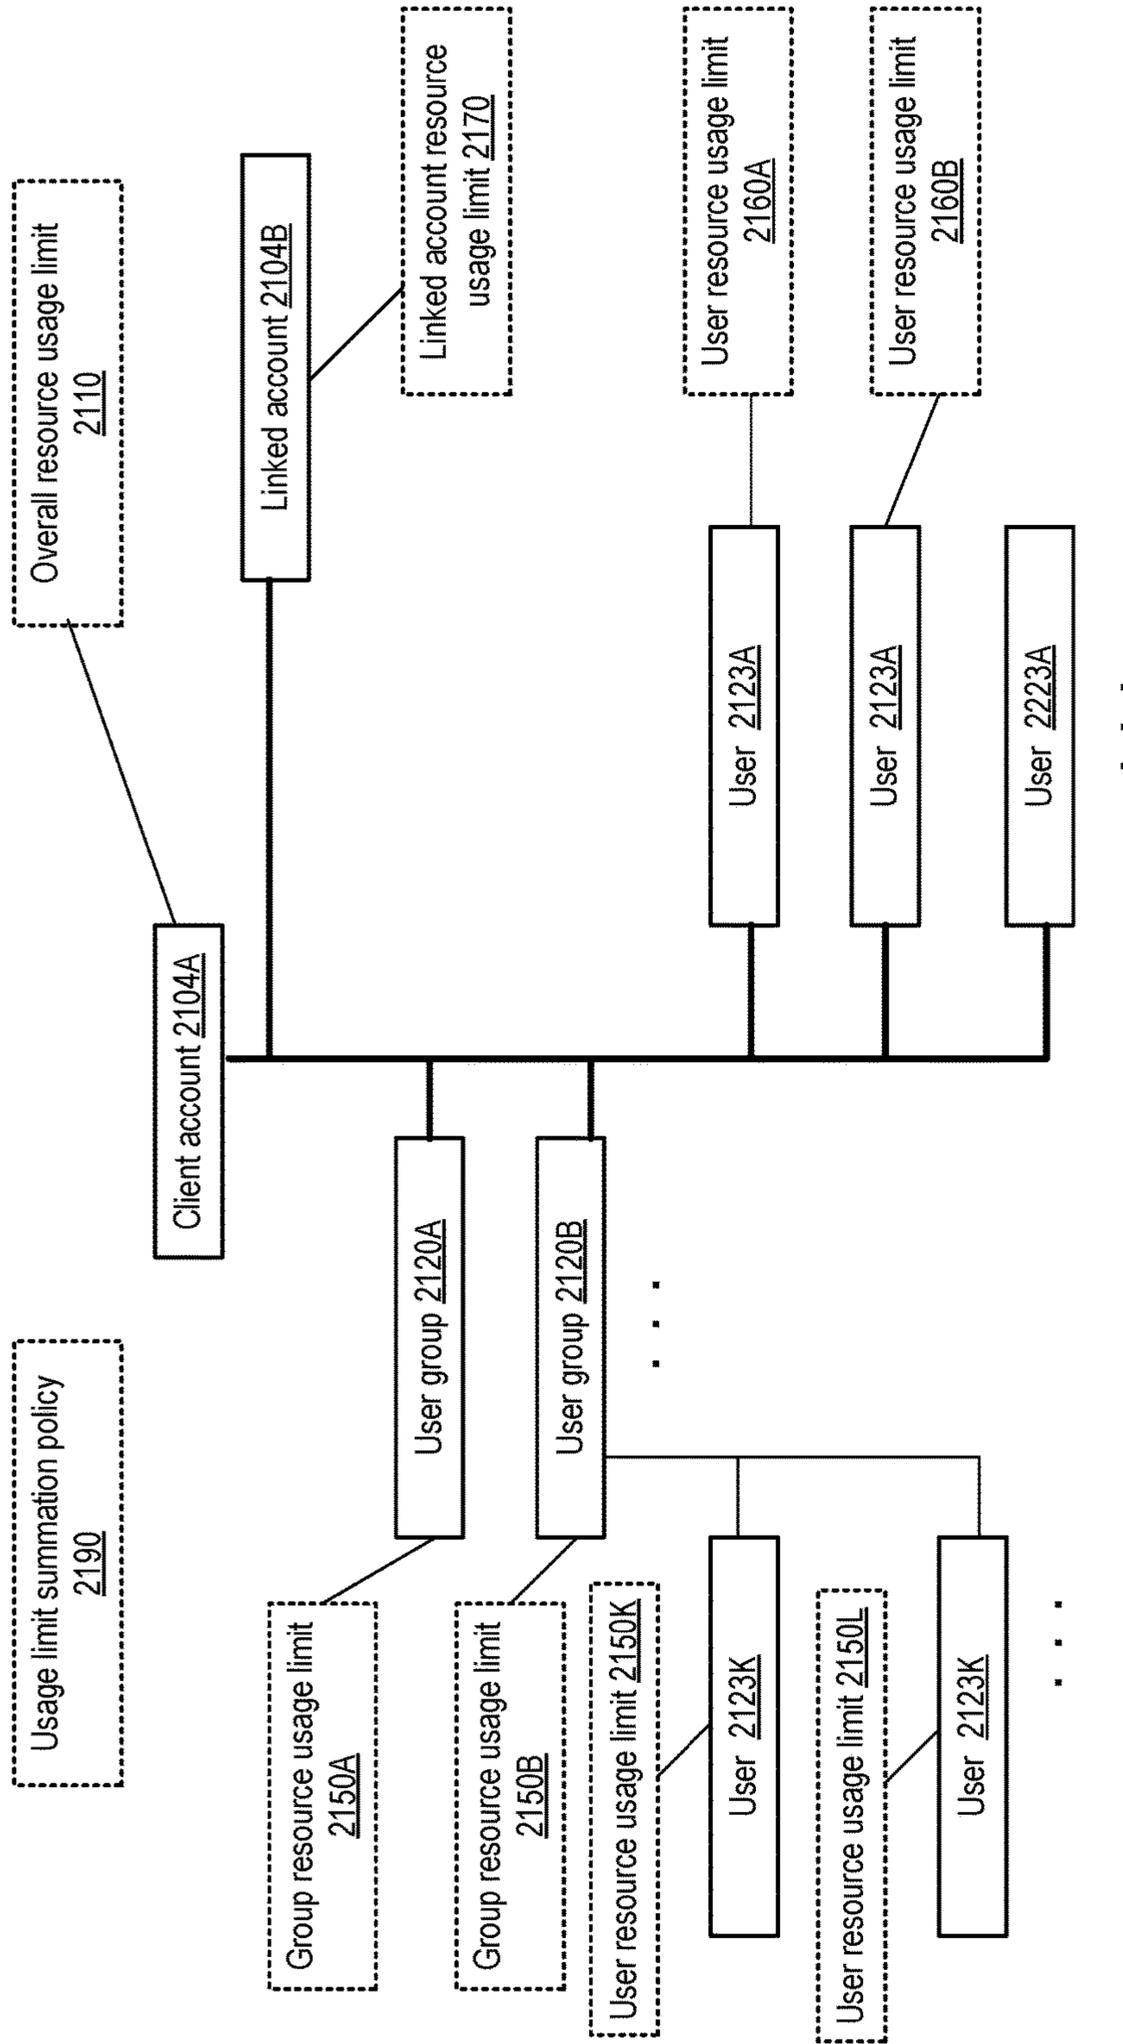 Usage limit summation policy
2190
Overall resource usage limit
2110
Client account 2104A
Linked account 2104B
Linked account resource
usage limit 2170
Group resource usage limit
2150A
User group 2120A
Group resource usage limit
2150B
User group 2120B
. . .
User resource usage limit 2150K
User 2123K
User resource usage limit 2150L
User 2123K
. . .
User 2123A
User resource usage limit
2160A
User 2123A
User resource usage limit
2160B
User 2223A
. . .